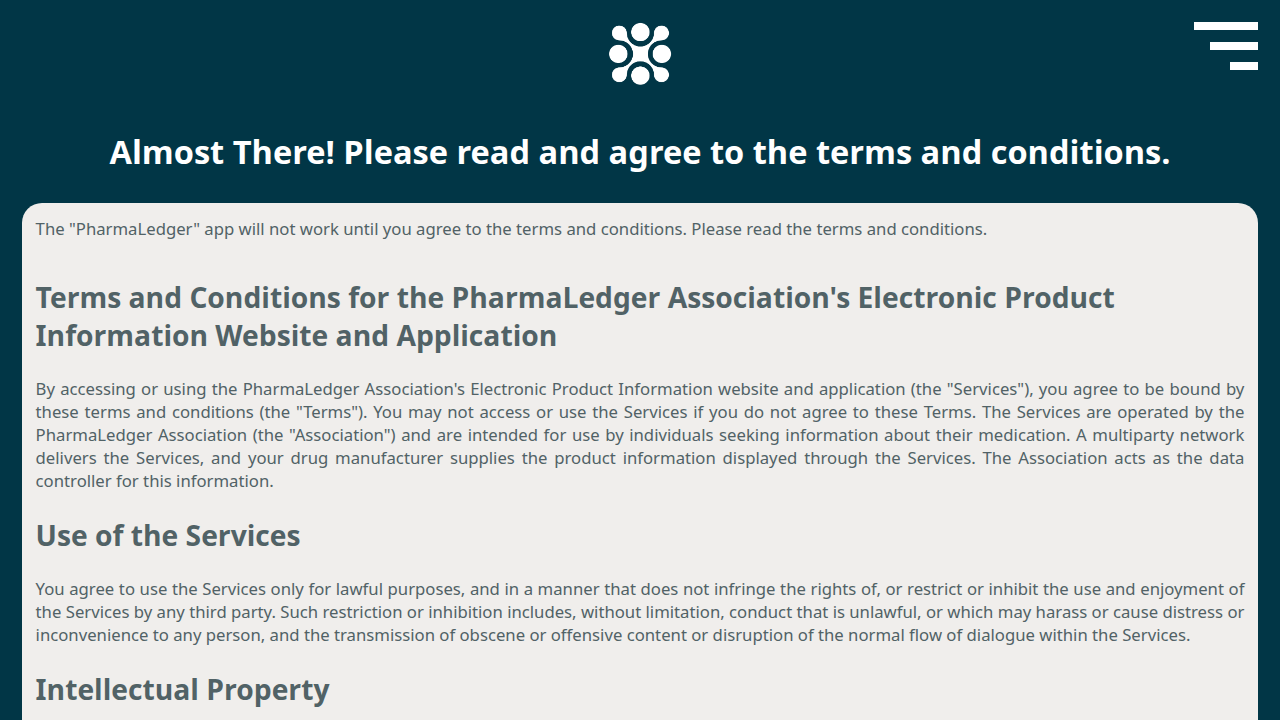 Almost There! Please read and agree to the terms and conditions.
The "PharmaLedger" app will not work until you agree to the terms and conditions. Please read the terms and conditions.
Terms and Conditions for the PharmaLedger Association's Electronic Product
Information Website and Application
By accessing or using the PharmaLedger Association's Electronic Product Information website and application (the "Services"), you agree to be bound by
these terms and conditions (the "Terms"). You may not access or use the Services if you do not agree to these Terms. The Services are operated by the
PharmaLedger Association (the "Association") and are intended for use by individuals seeking information about their medication. A multiparty network
delivers the Services, and your drug manufacturer supplies the product information displayed through the Services. The Association acts as the data
controller for this information.
Use of the Services
You agree to use the Services only for lawful purposes, and in a manner that does not infringe the rights of, or restrict or inhibit the use and enjoyment of
the Services by any third party. Such restriction or inhibition includes, without limitation, conduct that is unlawful, or which may harass or cause distress or
inconvenience to any person, and the transmission of obscene or offensive content or disruption of the normal flow of dialogue within the Services.
Intellectual Property